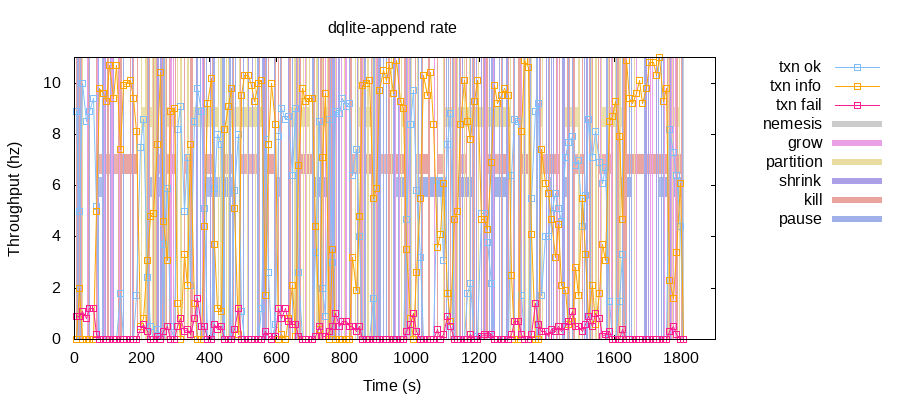 dqlite-append rate
Throughput (hz)
10
8
6
4
2
0
0 200 400 600 800 1000 1200 1400 1600 1800
Time (s)
txn ok
txn info
txn fail
nemesis
grow
partition
shrink
kill
pause